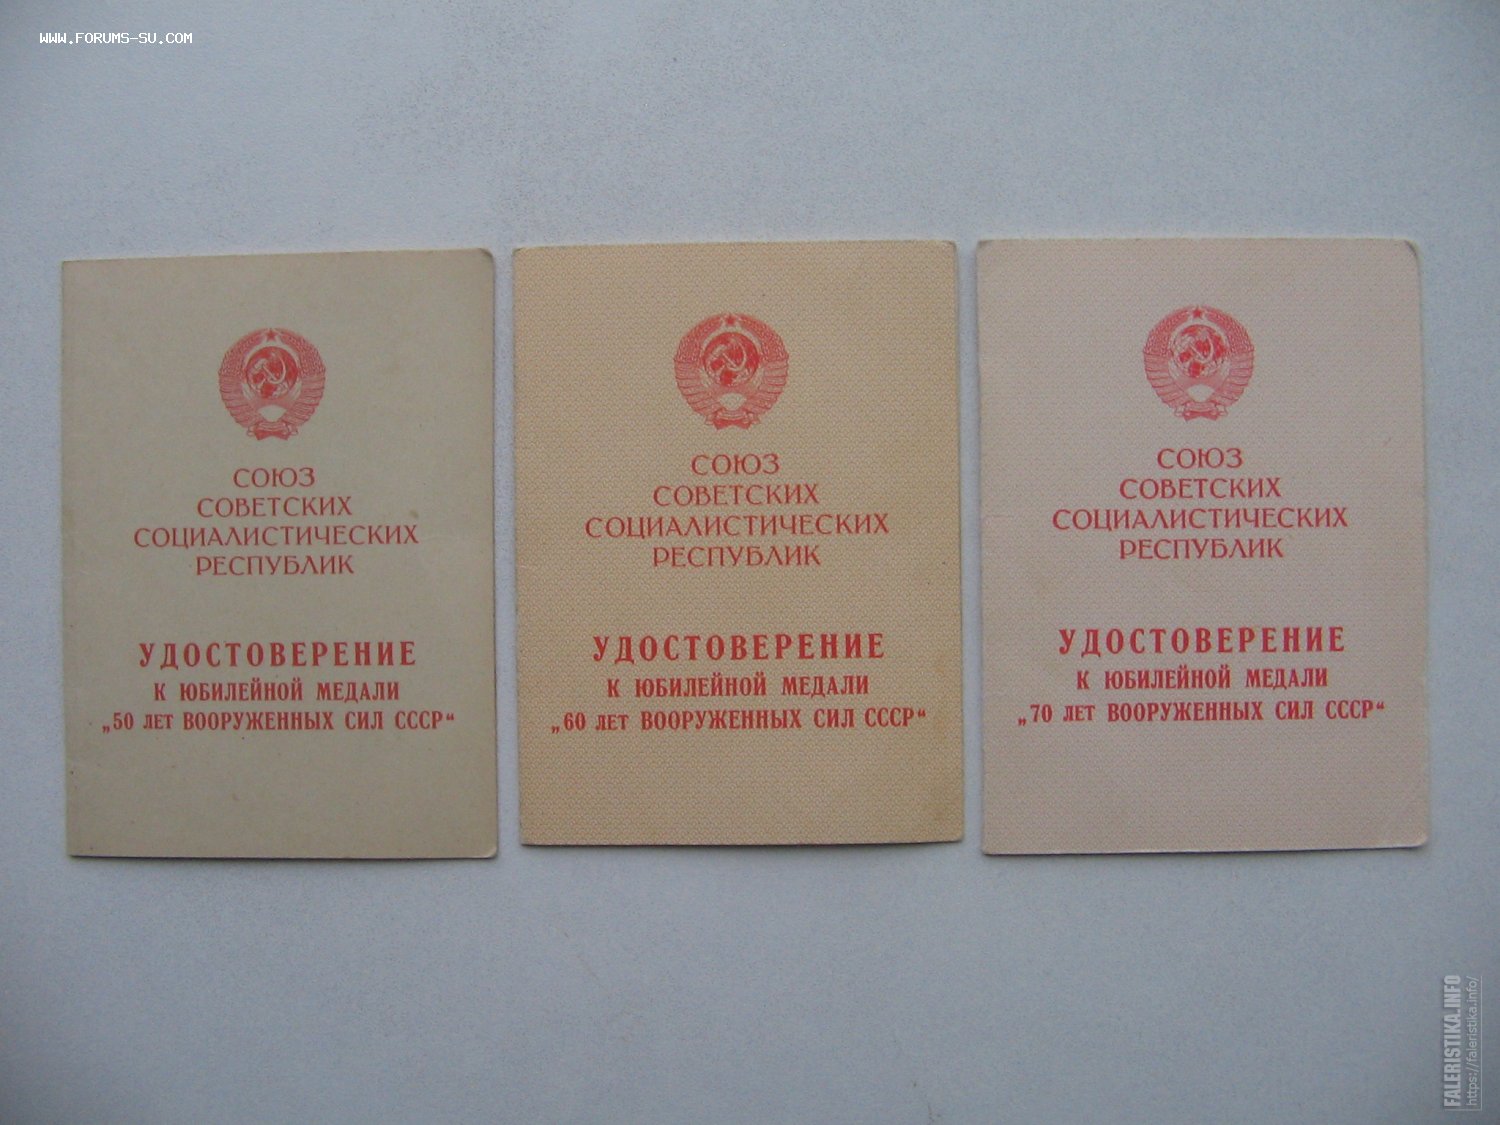 WWW.FORUMS-SU.COM
СОЮЗ
СОВЕТСКИХ
СОЦИАЛИСТИЧЕСКИХ
РЕСПУБЛИК
УДОСТОВЕРЕНИЕ
К ЮБИЛЕЙНОЙ МЕДАЛИ
„50 ЛЕТ ВООРУЖЕННЫХ СИЛ СССР“
СОЮЗ
СОВЕТСКИХ
СОЦИАЛИСТИЧЕСКИХ
РЕСПУБЛИК
УДОСТОВЕРЕНИЕ
К ЮБИЛЕЙНОЙ МЕДАЛИ
„60 ЛЕТ ВООРУЖЕННЫХ СИЛ СССР“
СОЮЗ
СОВЕТСКИХ
СОЦИАЛИСТИЧЕСКИХ
РЕСПУБЛИК
УДОСТОВЕРЕНИЕ
К ЮБИЛЕЙНОЙ МЕДАЛИ
„70 ЛЕТ ВООРУЖЕННЫХ СИЛ СССР“
FALERISTIKA.INFO
https://faleristika.info/